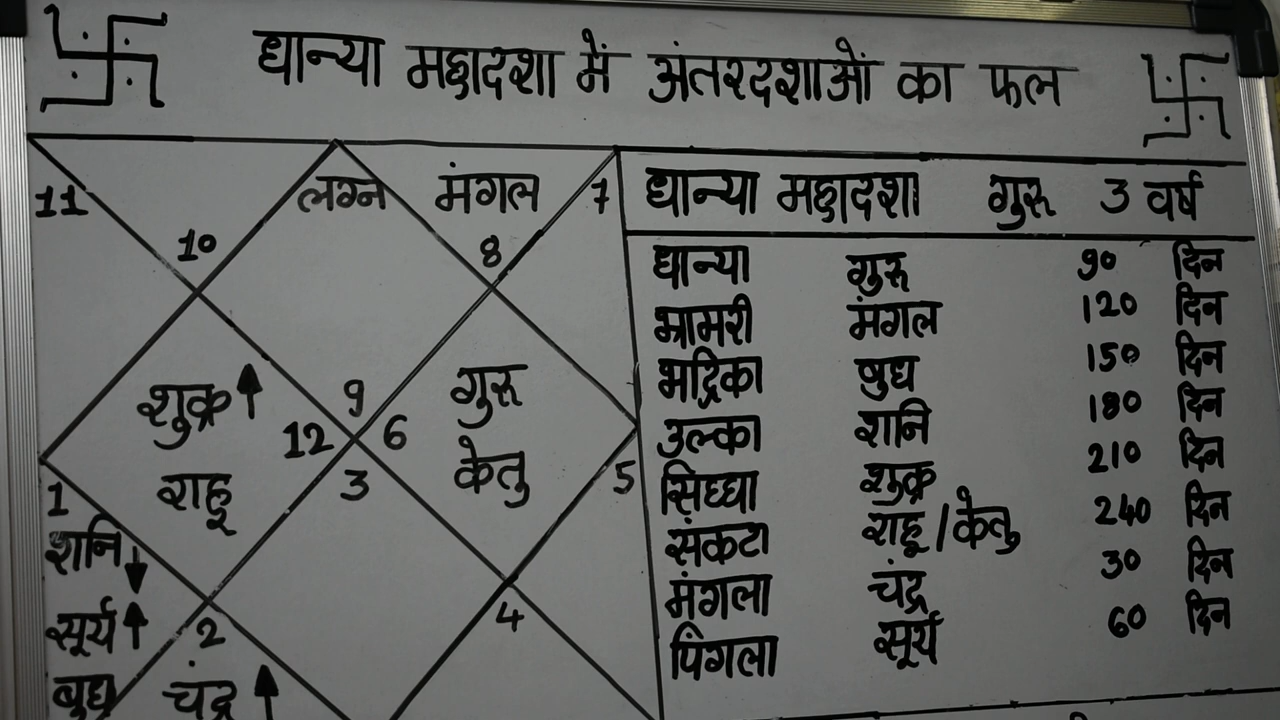 धान्या महादशा में अंतरदशाओं का फल
11
10
लग्न
मंगल
7
8
शुक्र ↑
राहू
12
9
6
3
गुरू
केतु
5
1
शनि ↓
सूर्य ↑
बुध
2
चंद्र ↑
4
धान्या महादशा गुरू 3 वर्ष
धान्या गुरू 90 दिन
भ्रामरी मंगल 120 दिन
भद्रिका बुध 150 दिन
उल्का शनि 180 दिन
सिघ्घा शुक्र 210 दिन
संकटा राहू/केतु 240 दिन
मंगला चंद्र 30 दिन
पिंगला सूर्य 60 दिन